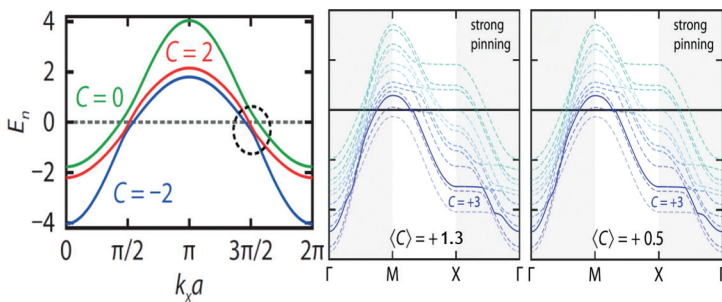 4
2
0
−2
−4
E_n
C = 2
C = 0
C = −2
0 π/2 π 3π/2 2π
k_x a
strong
pinning
C = +3
⟨C⟩ = + 1.3
Γ M X Γ
strong
pinning
C = +3
⟨C⟩ = + 0.5
Γ M X Γ